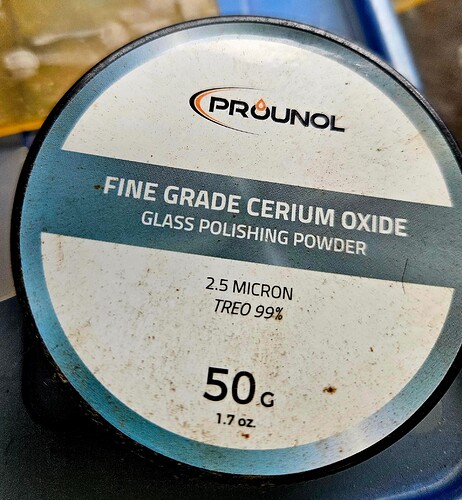 PROUNOL
FINE GRADE CERIUM OXIDE
GLASS POLISHING POWDER
2.5 MICRON
TREO 99%
50G
1.7 oz.